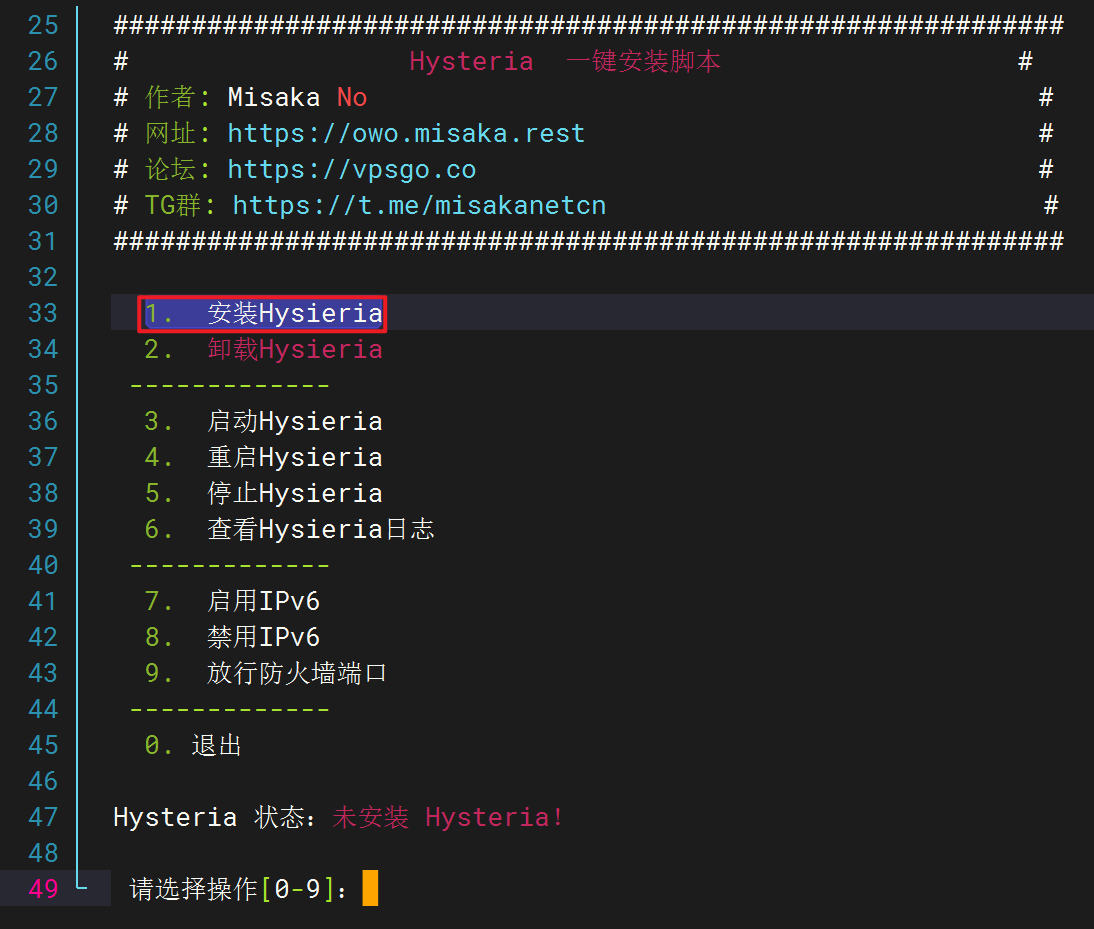 25 #############################################################
26 # Hysteria 一键安装脚本 #
27 # 作者: Misaka No #
28 # 网址: https://owo.misaka.rest #
29 # 论坛: https://vpsgo.co #
30 # TG群: https://t.me/misakanetcn #
31 #############################################################
32
33 1. 安装Hysieria
34 2. 卸载Hysieria
35 -------------
36 3. 启动Hysieria
37 4. 重启Hysieria
38 5. 停止Hysieria
39 6. 查看Hysieria日志
40 -------------
41 7. 启用IPv6
42 8. 禁用IPv6
43 9. 放行防火墙端口
44 -------------
45 0. 退出
46
47 Hysteria 状态：未安装 Hysteria！
48
49 请选择操作[0-9]：